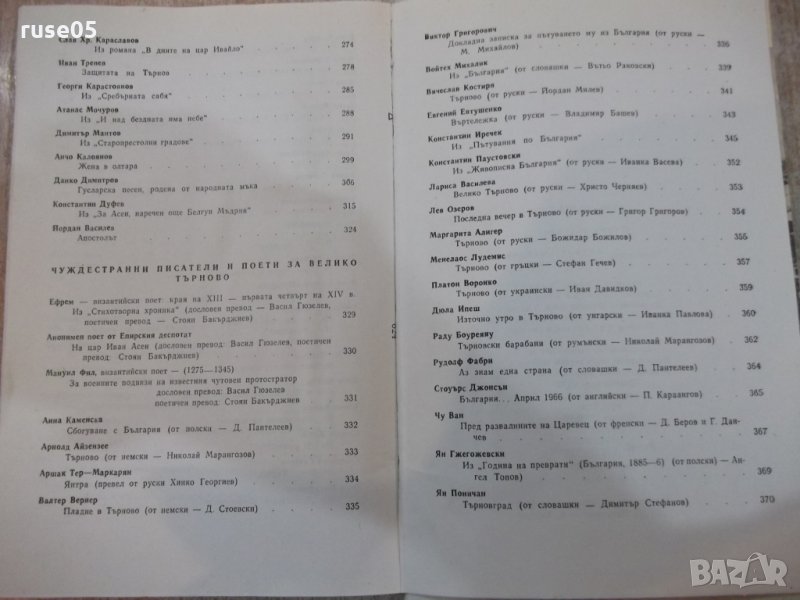 ruse05
Слав Хр. Караславов
Из романа „В дните на цар Ивайло" 274
Иван Тренев
Защитата на Търнов 278
Георги Карастоянов
Из „Сребърната сабя" 285
Атанас Мочуров
Из „И над бездната има небе" 288
Димитър Мантов
Из „Старопрестолни градове" 291
Анчо Калоянов
Жена в олтара 299
Данко Димитров
Гусларска песен, родена от народната мъка 306
Константин Дуфев
Из „За Асен, наречен още Белгун Мъдрия" 315
Йордан Василев
Апостолът 324
ЧУЖДЕСТРАННИ ПИСАТЕЛИ И ПОЕТИ ЗА ВЕЛИКО
ТЪРНОВО
Ефрем — византийски поет: края на XIII — първата четвърт на XIV в.
Из „Стихотворна хроника" (дословен превод — Васил Гюзелев,
поетичен превод — Стоян Бакърджиев) 329
Анонимен поет от Епирския деспотат
На цар Иван Асен (дословен превод: Васил Гюзелев, поетичен
превод: Стоян Бакърджиев) 330
Мануил Фил, византийски поет — (1275—1345)
За военните подвизи на известния чутовен протостратор
дословен превод: Васил Гюзелев
поетичен превод: Стоян Бакърджиев 331
Анна Каменска
Сбогуване с България (от полски — Д. Пантелеев) 332
Арнолд Айзензее
Търново (от немски — Николай Марангозов) 333
Аршак Тер—Маркарян
Янтра (превел от руски Хинко Георгиев) 334
Валтер Вернер
Пладне в Търново (от немски — Д. Стоевски) 335
Виктор Григорович
Докладна записка за пътуването му из България (от руски —
М. Михайлов) 336
Войтех Михалик
Из „България" (от словашки — Вътьо Раковски) 339
Вячеслав Костиря
Търново (от руски — Йордан Милев) 341
Евгений Евтушенко
Въртележка (от руски — Владимир Башев) 343
Константин Иречек
Из „Пътувания по България" 345
Константин Паустовски
Из „Живописна България" (от руски — Иванка Васева) 352
Лариса Василева
Велико Търново (от руски — Христо Черняев) 353
Лев Озеров
Последна вечер в Търново (от руски — Григор Григоров) 354
Маргарита Алигер
Търново (от руски — Божидар Божилов) 355
Менелаос Лудемис
Търново (от гръцки — Стефан Гечев) 357
Платон Воронко
Търново (от украински — Иван Давидков) 359
Дюла Ипеш
Източно утро в Търново (от унгарски — Иванка Павлова) 360
Раду Боуреану
Търновски барабани (от румънски — Николай Марангозов) 362
Рудолф Фабри
Аз знам една страна (от словашки — Д. Пантелеев) 364
Стоуърс Джонсън
България... Април 1966 (от английски — П. Караангов) 365
Чу Ван
Пред развалините на Царевец (от френски — Д. Беров и Г. Дан-
чев 367
Ян Гжегожевски
Из „Година на преврати" (България, 1885—6) (от полски) — Ан-
гел Тонов) 369
Ян Поничан
Търновград (от словашки — Димитър Стефанов) 370
BAZAR
.bg